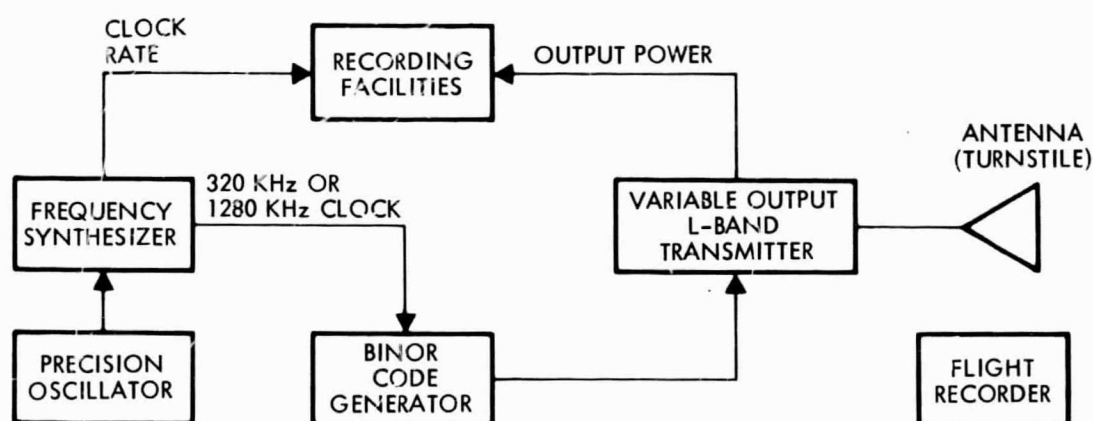 CLOCK
RATE
RECORDING
FACILITIES
OUTPUT POWER
ANTENNA
(TURNSTILE)
320 KHz OR
1280 KHz CLOCK
FREQUENCY
SYNTHESIZER
VARIABLE OUTPUT
L-BAND
TRANSMITTER
PRECISION
OSCILLATOR
BINOR
CODE
GENERATOR
FLIGHT
RECORDER